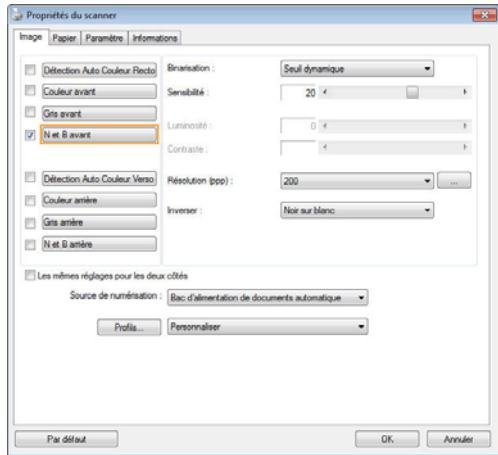 Propriétés du scanner
Image Papier Paramètre Informations
Détection Auto Couleur Recto
Couleur avant
Gris avant
N et B avant
Détection Auto Couleur Verso
Couleur arrière
Gris arrière
N et B arrière
Binarisation : Seuil dynamique
Sensibilité : 20
Luminosité : 0
Contraste :
Résolution (ppp) : 200 ...
Inverser : Noir sur blanc
Les mêmes réglages pour les deux côtés
Source de numérisation : Bac d'alimentation de documents automatique
Profils... Personnaliser
Par défaut OK Annuler